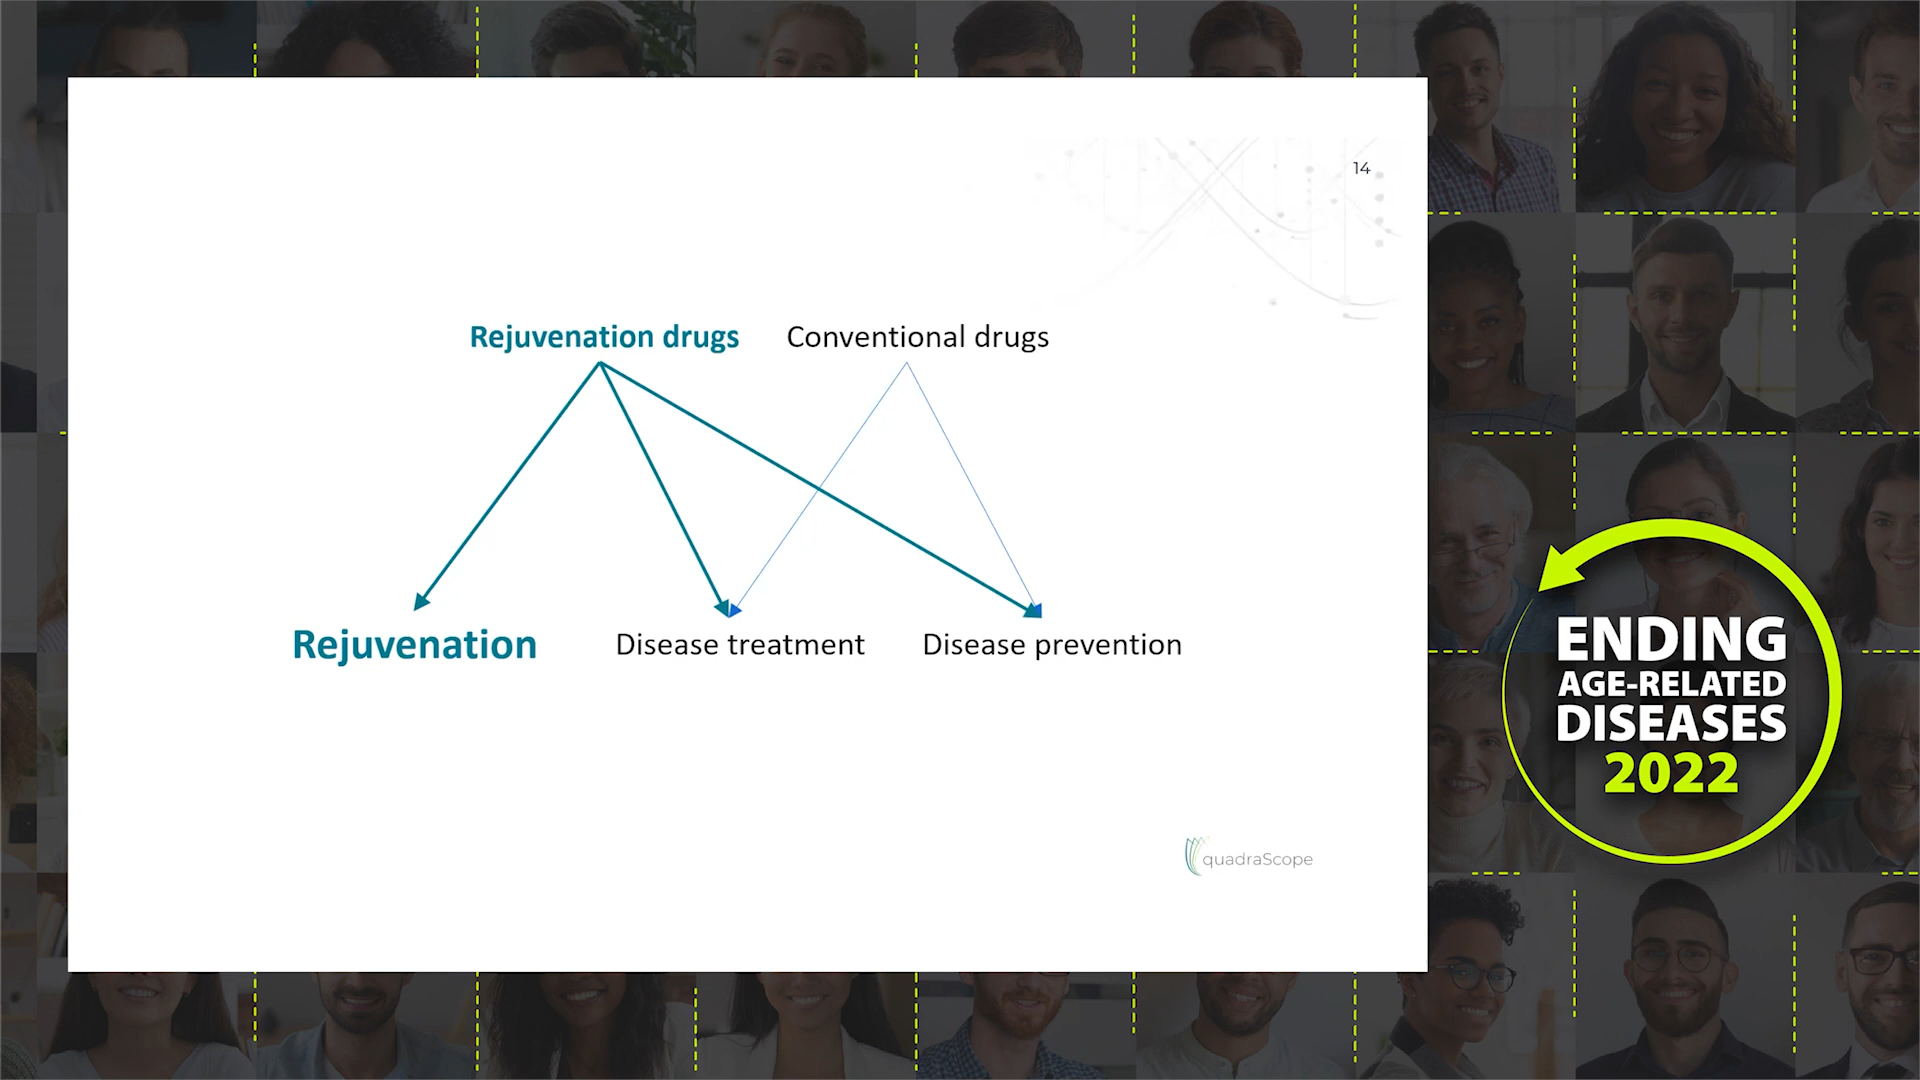 14
Rejuvenation drugs
Conventional drugs
Rejuvenation
Disease treatment
Disease prevention
quadraScope
ENDING
AGE-RELATED
DISEASES
2022